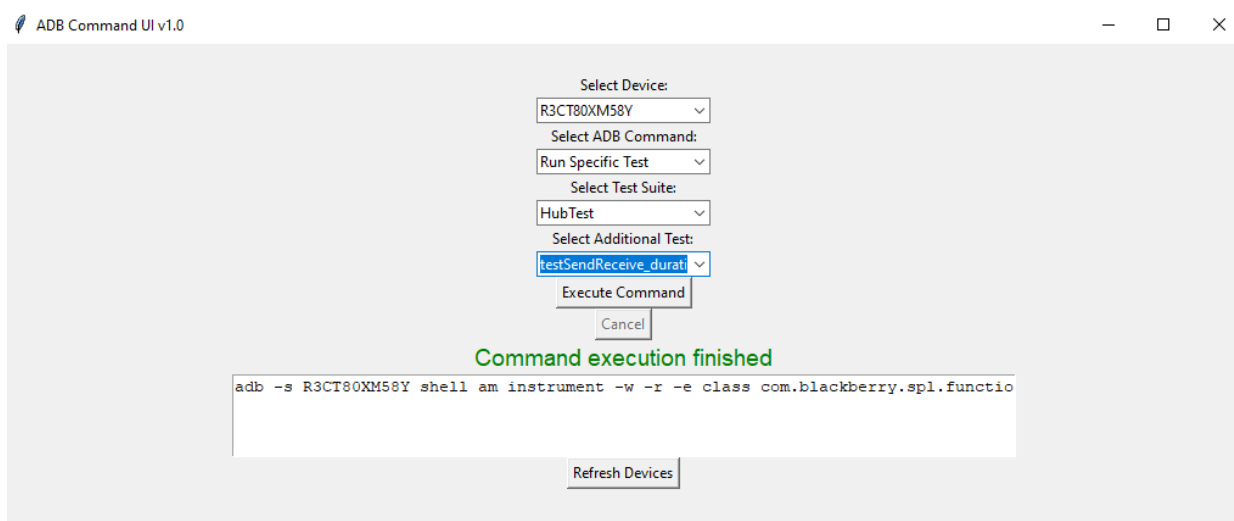 ADB Command UI v1.0
Select Device:
R3CT80XM58Y
Select ADB Command:
Run Specific Test
Select Test Suite:
HubTest
Select Additional Test:
testSendReceive_durati
Execute Command
Cancel
Command execution finished
adb -s R3CT80XM58Y shell am instrument -w -r -e class com.blackberry.spl.functio
Refresh Devices